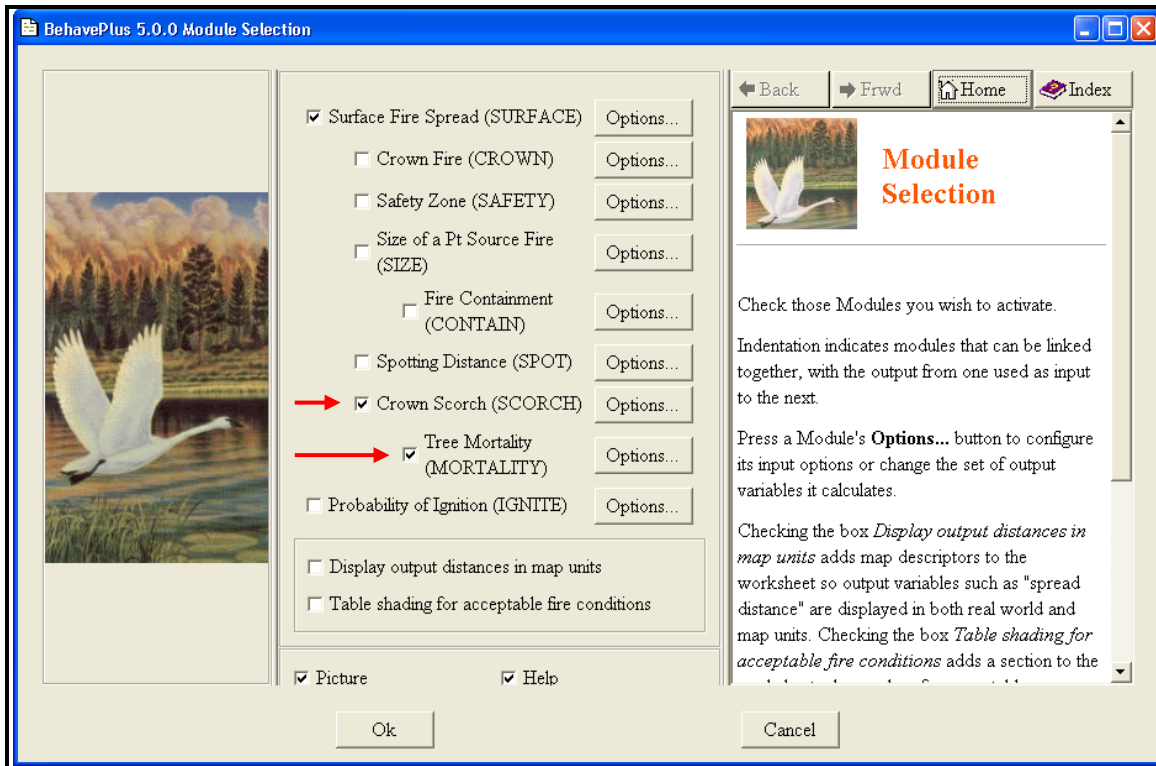 BehavePlus 5.0.0 Module Selection
Surface Fire Spread (SURFACE) Options...
Crown Fire (CROWN) Options...
Safety Zone (SAFETY) Options...
Size of a Pt Source Fire
(SIZE) Options...
Fire Containment
(CONTAIN) Options...
Spotting Distance (SPOT) Options...
Crown Scorch (SCORCH) Options...
Tree Mortality
(MORTALITY) Options...
Probability of Ignition (IGNITE) Options...
Display output distances in map units
Table shading for acceptable fire conditions
Picture Help
Back Frwd Home Index
Module
Selection
Check those Modules you wish to activate.
Indentation indicates modules that can be linked
together, with the output from one used as input
to the next.
Press a Module's Options... button to configure
its input options or change the set of output
variables it calculates.
Checking the box Display output distances in
map units adds map descriptors to the
worksheet so output variables such as "spread
distance" are displayed in both real world and
map units. Checking the box Table shading for
acceptable fire conditions adds a section to the
Ok Cancel